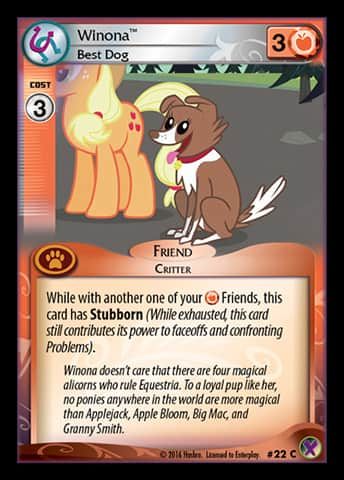 Winona™
Best Dog
3
COST
3
FRIEND
CRITTER
While with another one of your Friends, this
card has Stubborn (While exhausted, this card
still contributes its power to faceoffs and confronting
Problems).
Winona doesn't care that there are four magical
alicorns who rule Equestria. To a loyal pup like her,
no ponies anywhere in the world are more magical
than Applejack, Apple Bloom, Big Mac, and
Granny Smith.
© 2016 Hasbro. Licensed to Enterplay. #22 C